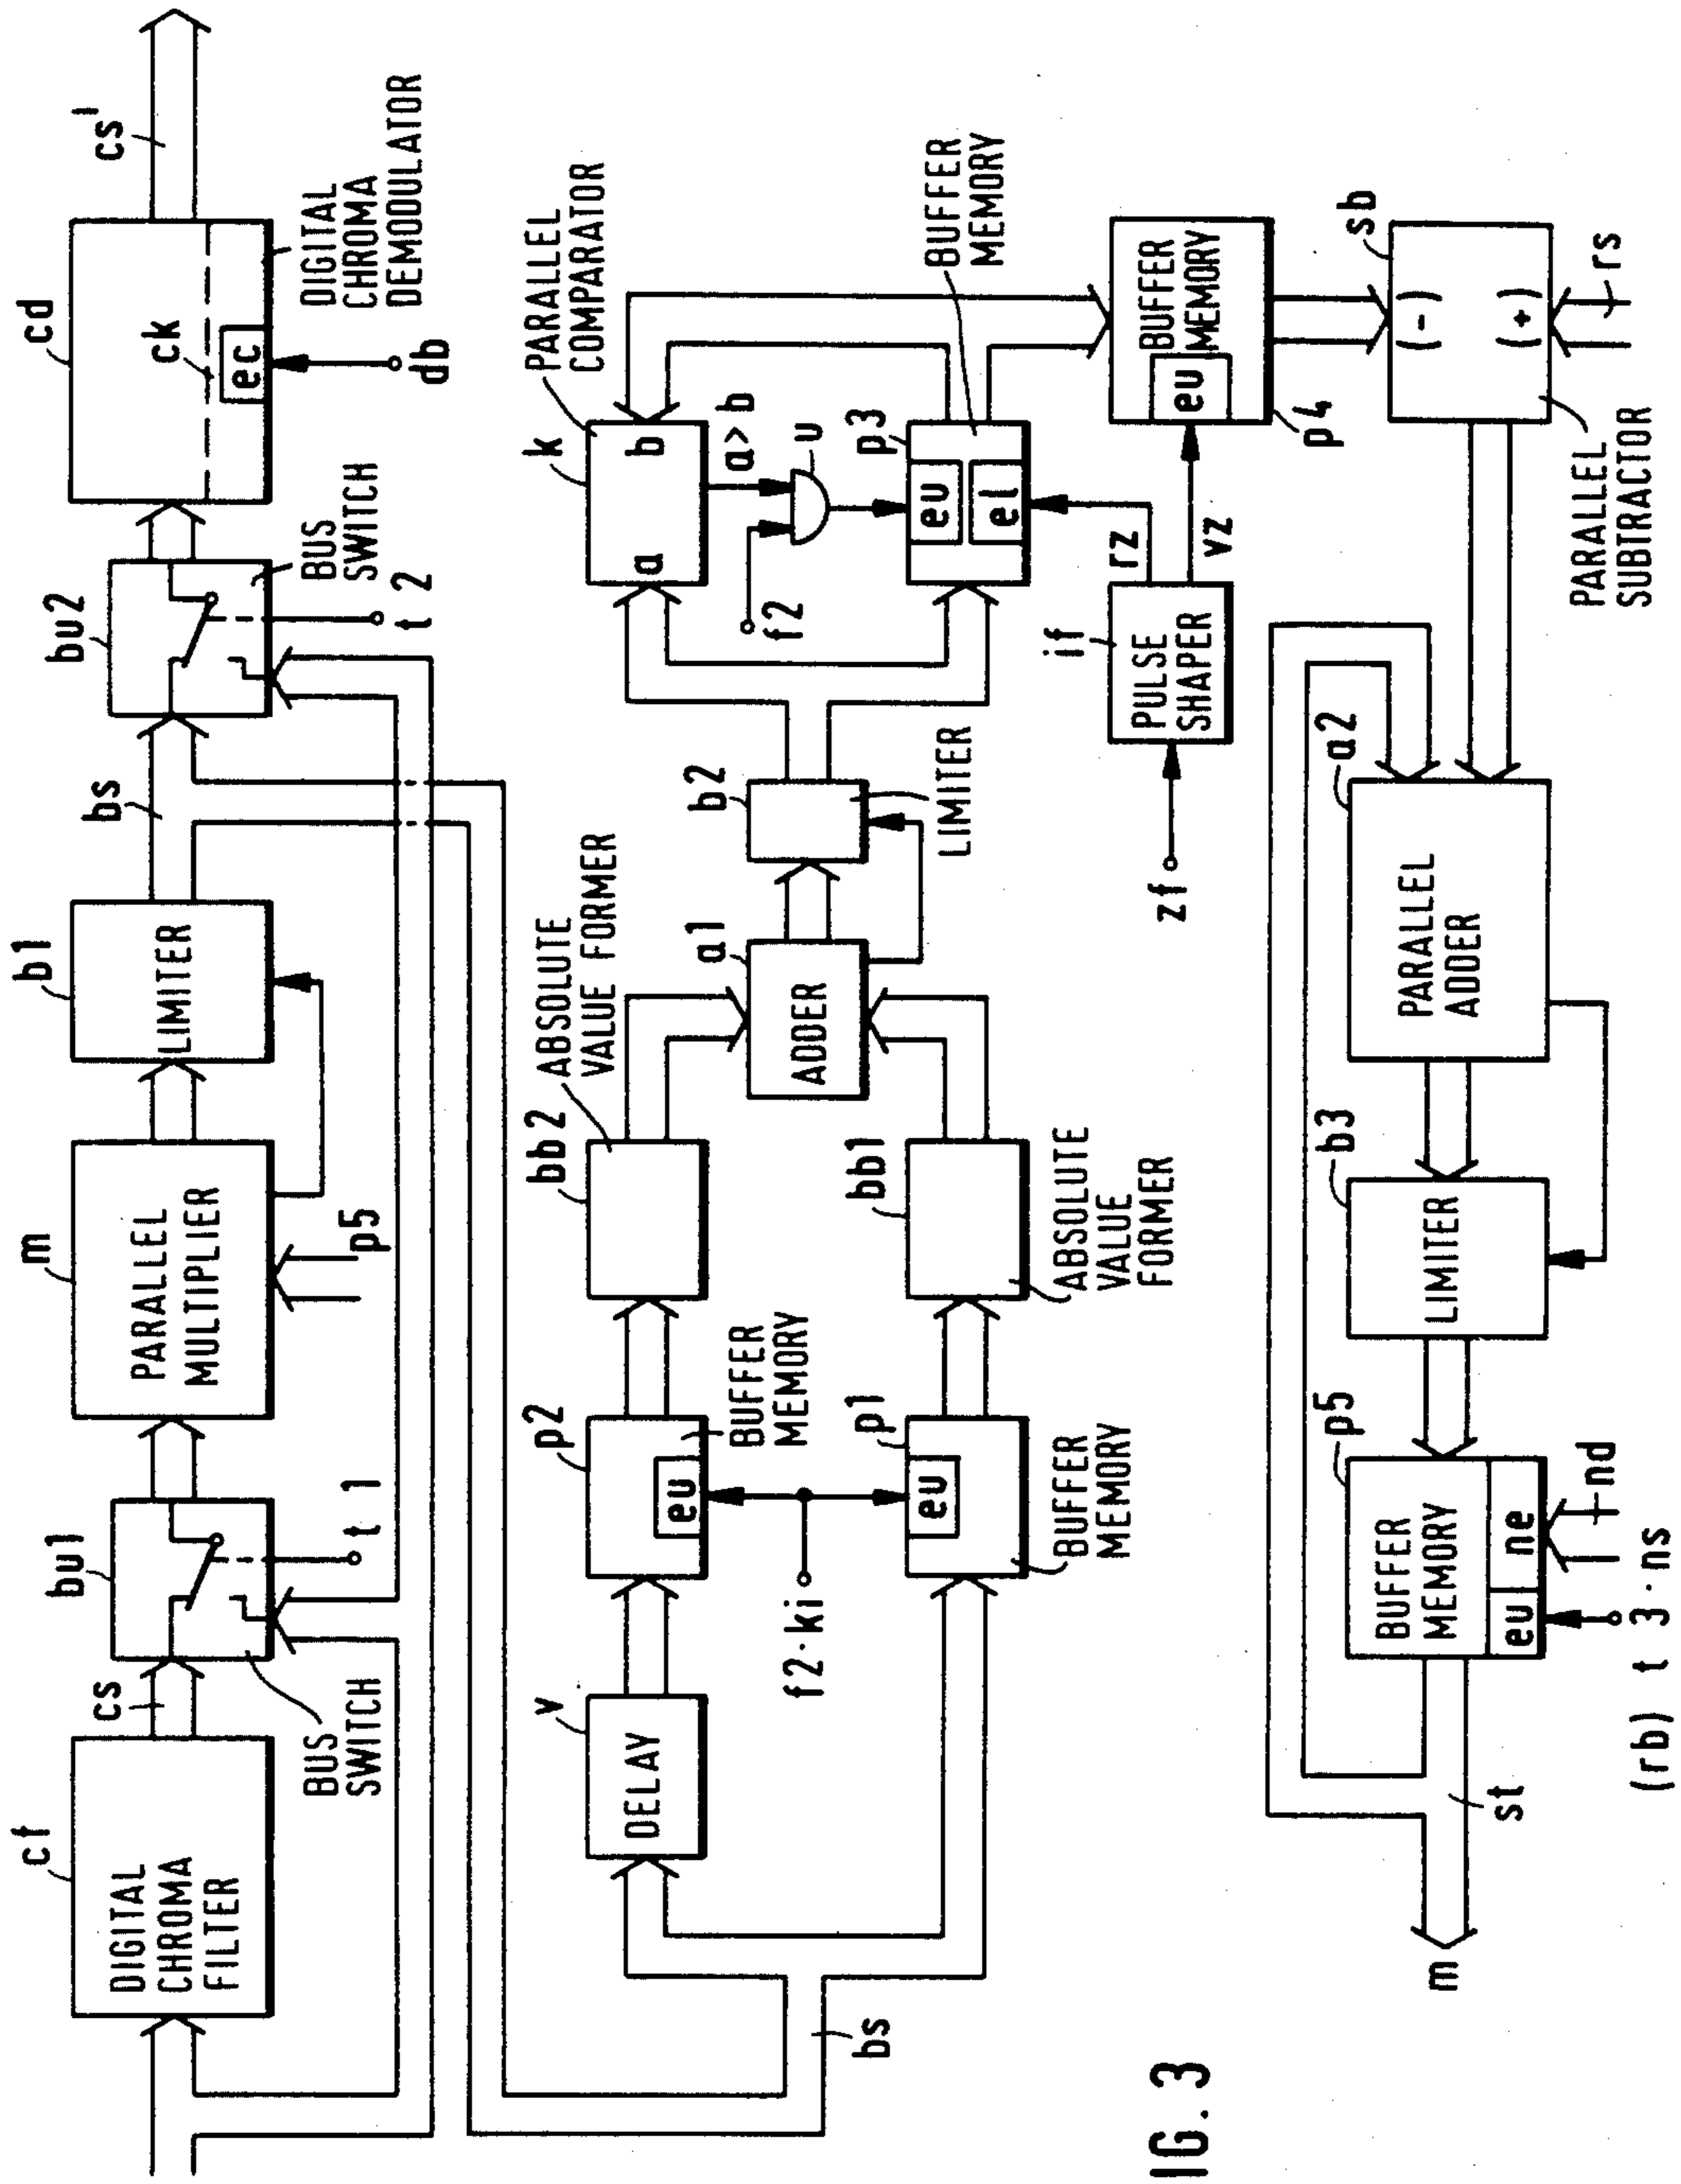 cf
DIGITAL
CHROMA
FILTER
cs
bu1
BUS
SWITCH
t1
m
PARALLEL
MULTIPLIER
p5
b1
LIMITER
bs
bu2
BUS
SWITCH
t2
cd
ck
ec
db
DIGITAL
CHROMA
DEMODULATOR
cs'
bs
v
DELAY
f2·ki
p2
eu
BUFFER
MEMORY
p1
eu
BUFFER
MEMORY
bb2
ABSOLUTE
VALUE FORMER
bb1
ABSOLUTE
VALUE
FORMER
a1
ADDER
b2
LIMITER
k
a
b
PARALLEL
COMPARATOR
a>b
f2
u
p3
eu
el
BUFFER
MEMORY
zf
if
PULSE
SHAPER
rz
vz
BUFFER
MEMORY
eu
p4
sb
(-)
(+)
rs
PARALLEL
SUBTRACTOR
a2
PARALLEL
ADDER
b3
LIMITER
p5
BUFFER
MEMORY
eu
ne
nd
(rb) t3·ns
st
m
IG. 3